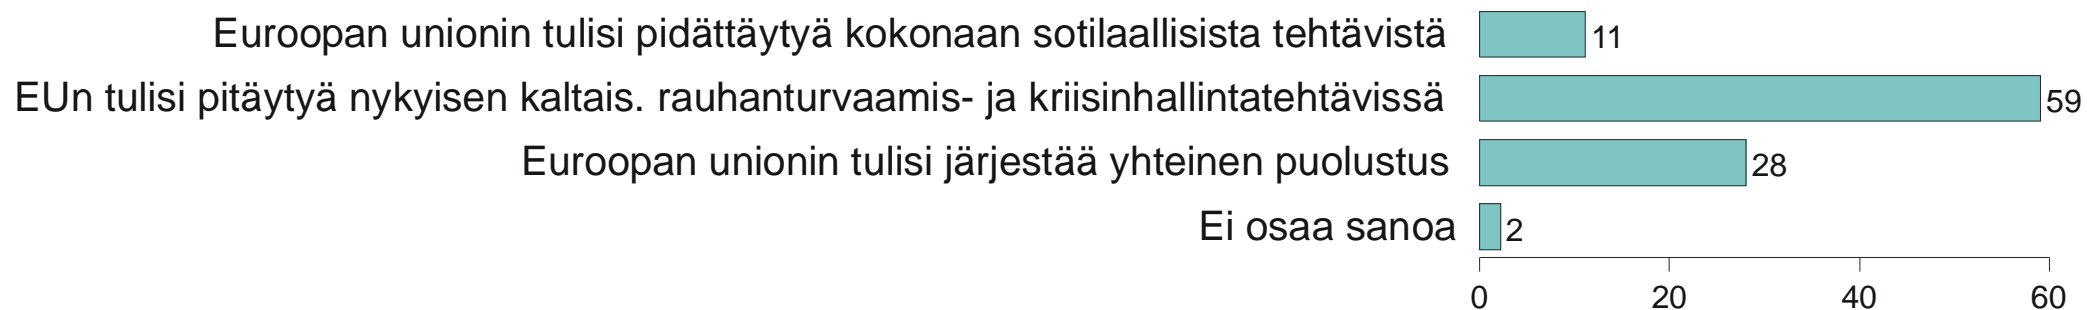 Euroopan unionin tulisi pidättäytyä kokonaan sotilaallisista tehtävistä 11
EUn tulisi pitäytyä nykyisen kaltais. rauhanturvaamis- ja kriisinhallintatehtävissä 59
Euroopan unionin tulisi järjestää yhteinen puolustus 28
Ei osaa sanoa 2
0 20 40 60